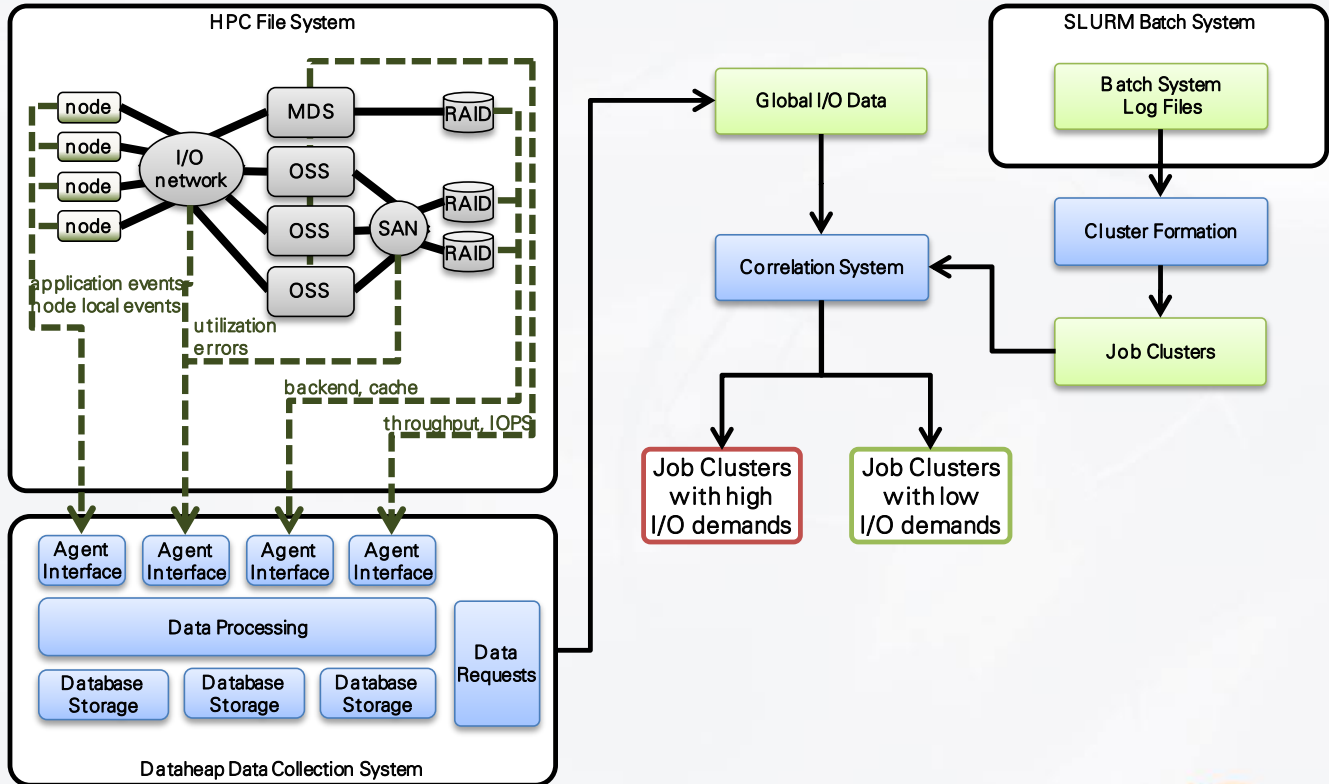 HPC File System
node
node
node
node
I/O
network
MDS
OSS
OSS
OSS
SAN
RAID
RAID
RAID
application events
node local events
utilization
errors
backend, cache
throughput, IOPS
Agent
Interface
Agent
Interface
Agent
Interface
Agent
Interface
Data Processing
Database
Storage
Database
Storage
Database
Storage
Data
Requests
Dataheap Data Collection System
Global I/O Data
Correlation System
Job Clusters
with high
I/O demands
Job Clusters
with low
I/O demands
SLURM Batch System
Batch System
Log Files
Cluster Formation
Job Clusters